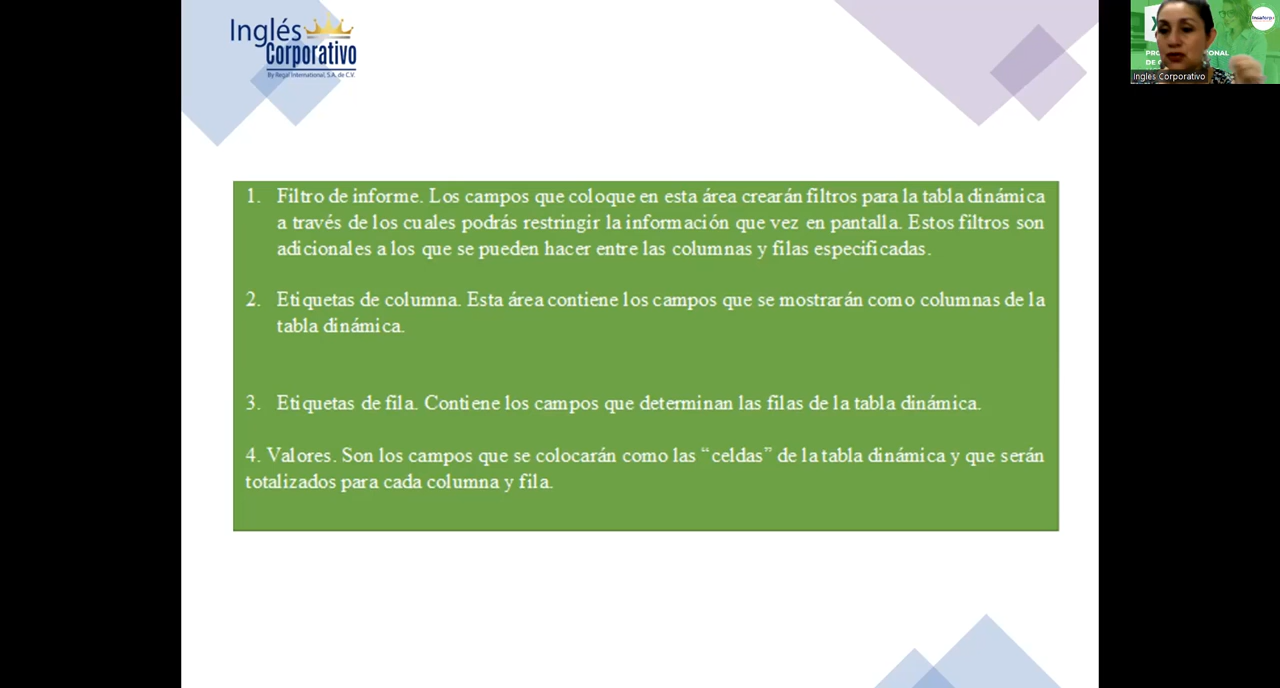 Inglés
Corporativo
By Regal International, S.A. de C.V.
1. Filtro de informe. Los campos que coloque en esta área crearán filtros para la tabla dinámica
a través de los cuales podrás restringir la información que vez en pantalla. Estos filtros son
adicionales a los que se pueden hacer entre las columnas y filas especificadas.
2. Etiquetas de columna. Esta área contiene los campos que se mostrarán como columnas de la
tabla dinámica.
3. Etiquetas de fila. Contiene los campos que determinan las filas de la tabla dinámica.
4. Valores. Son los campos que se colocarán como las “celdas” de la tabla dinámica y que serán
totalizados para cada columna y fila.
Inglés Corporativo